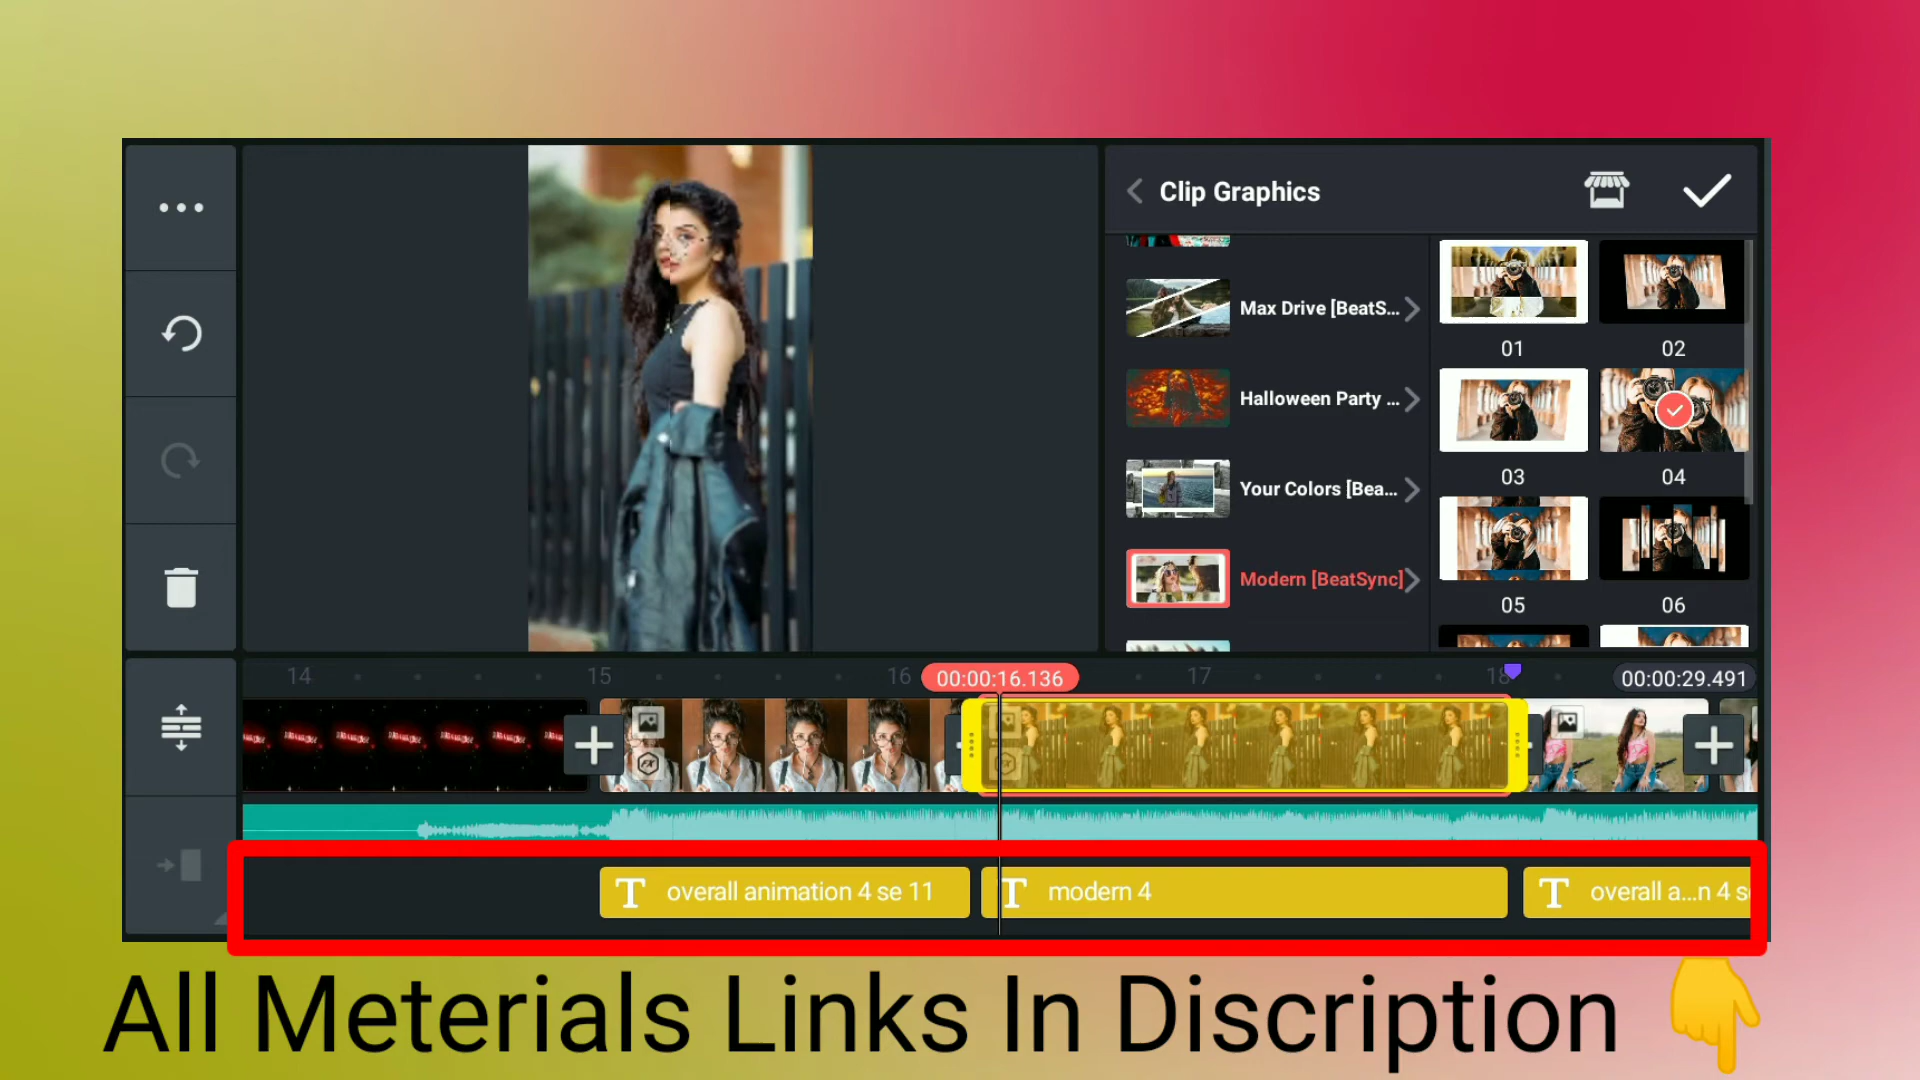 Clip Graphics
Max Drive [BeatS...
Halloween Party ...
Your Colors [Bea...
Modern [BeatSync]
01
02
03
04
05
06
14
15
16
00:00:16.136
17
18
00:00:29.491
FX
overall animation 4 se 11
modern 4
overall a...n 4 s
All Meterials Links In Discription